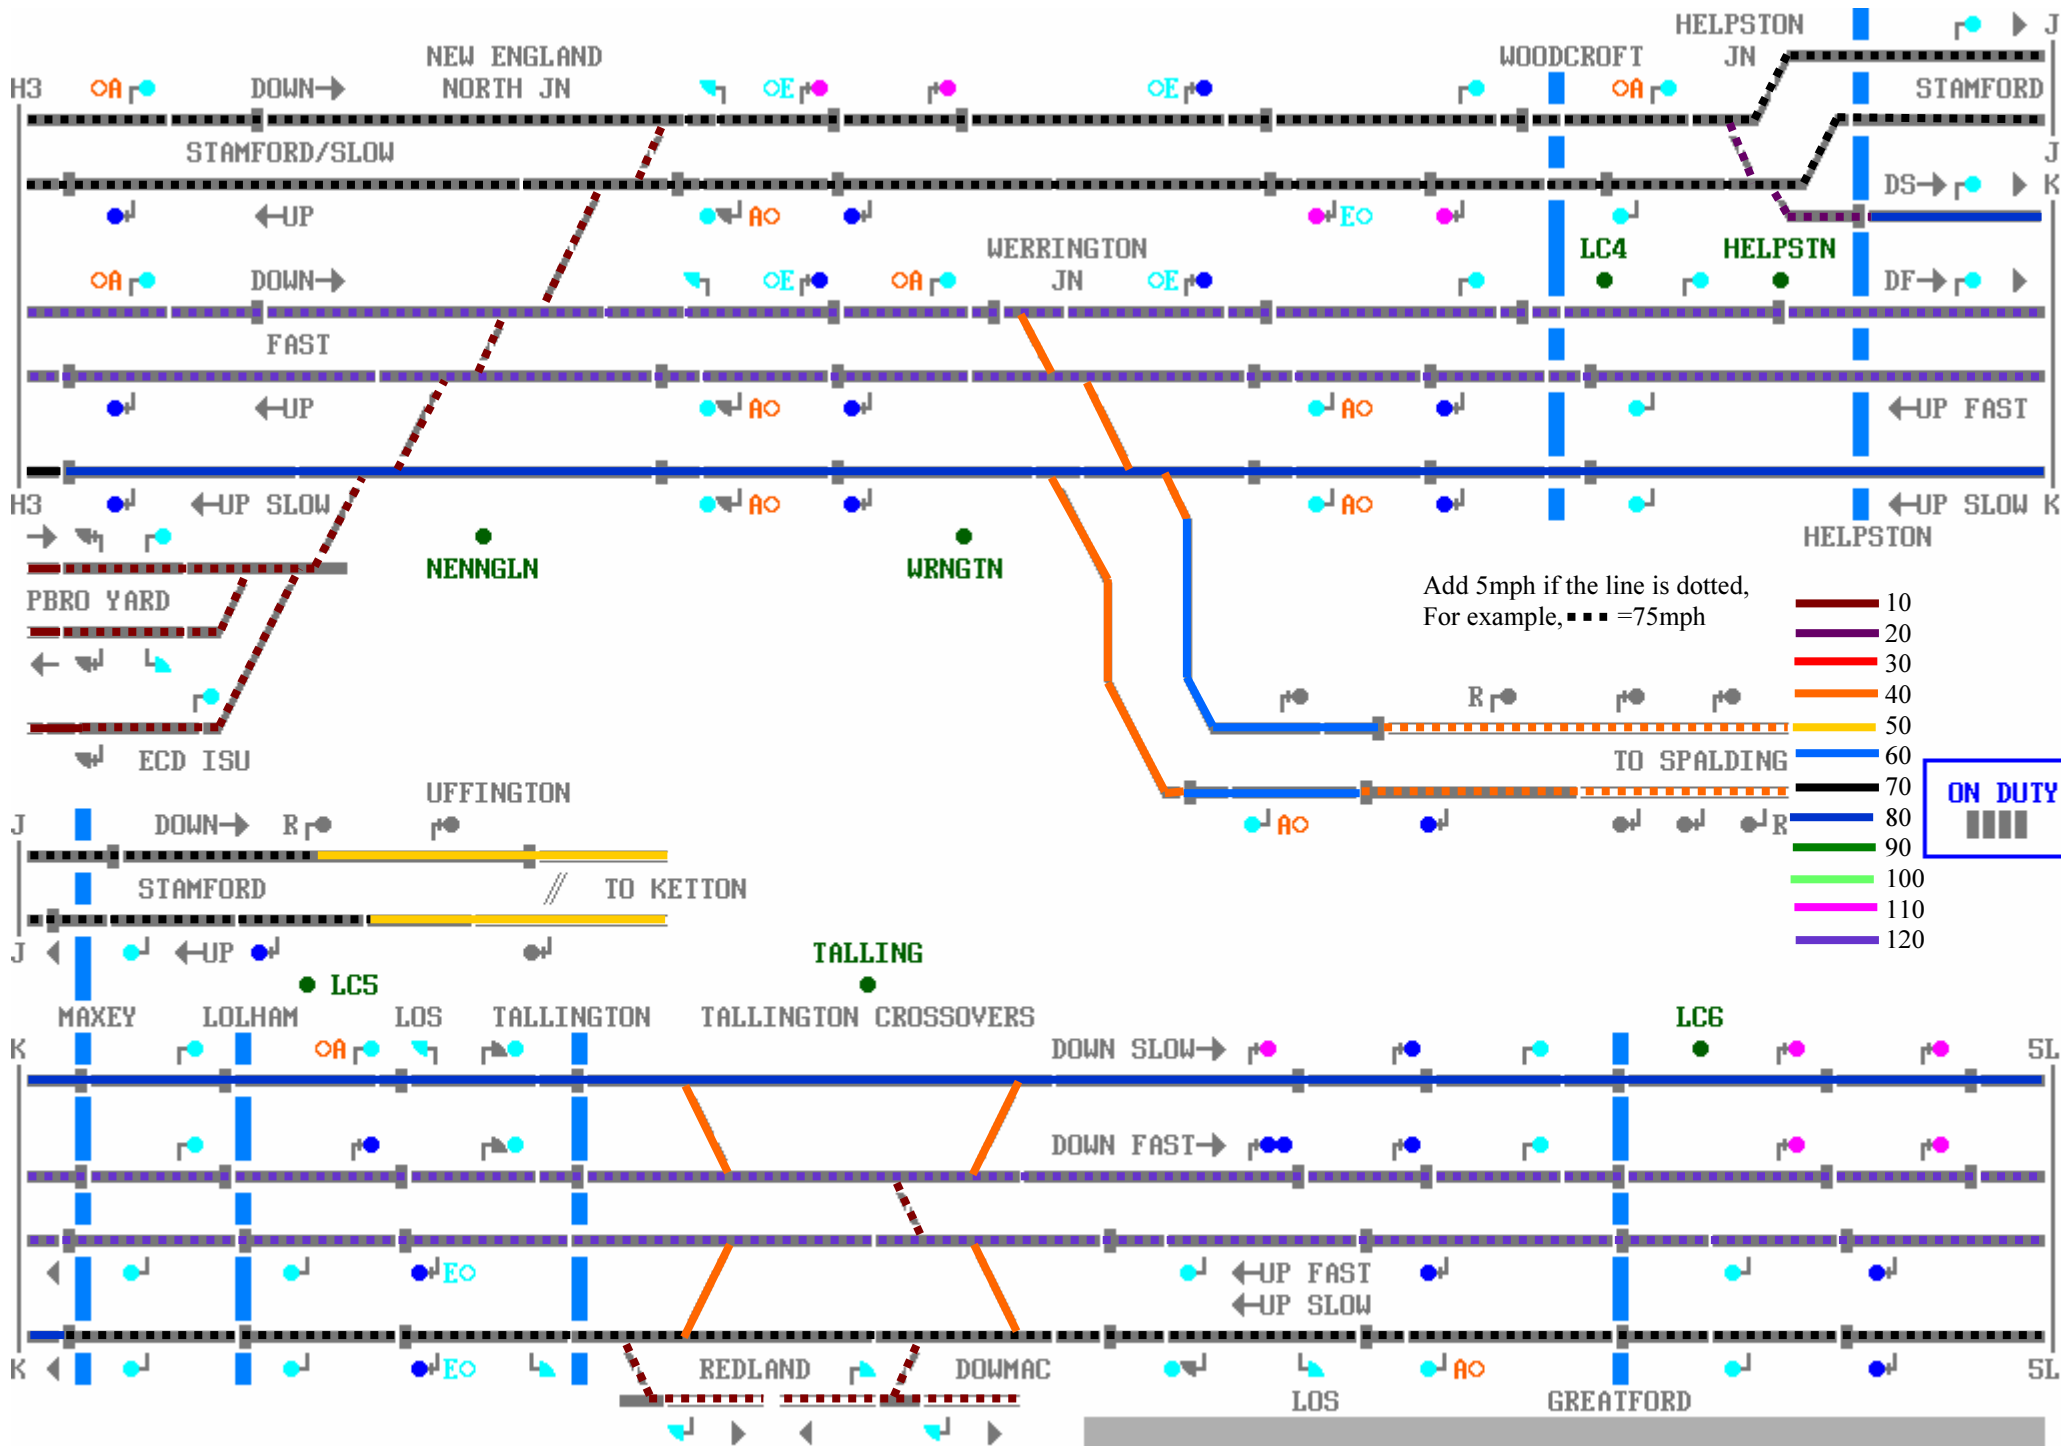 HELPSTON J
NEW ENGLAND WOODCROFT JN
H3 A DOWN→ NORTH JN E E A STAMFORD
STAMFORD/SLOW J
←UP A E DS→ K
WERRINGTON LC4 HELPSTN
A DOWN→ E A JN E DF→
FAST
←UP A A ←UP FAST
H3 ←UP SLOW A A ←UP SLOW K
HELPSTON
NENNGLN WRNGTN
PBRO YARD
Add 5mph if the line is dotted,
For example, =75mph
10
20
30
40
50
60
70
80
90
100
110
120
R
ECD ISU TO SPALDING
UFFINGTON
ON DUTY
J DOWN→ R A R
STAMFORD // TO KETTON
J ←UP TALLING
LC5
MAXEY LOLHAM LOS TALLINGTON TALLINGTON CROSSOVERS LC6
K A DOWN SLOW→ 5L
DOWN FAST→
E ←UP FAST
←UP SLOW
K E REDLAND DOWMAC A 5L
LOS GREATFORD